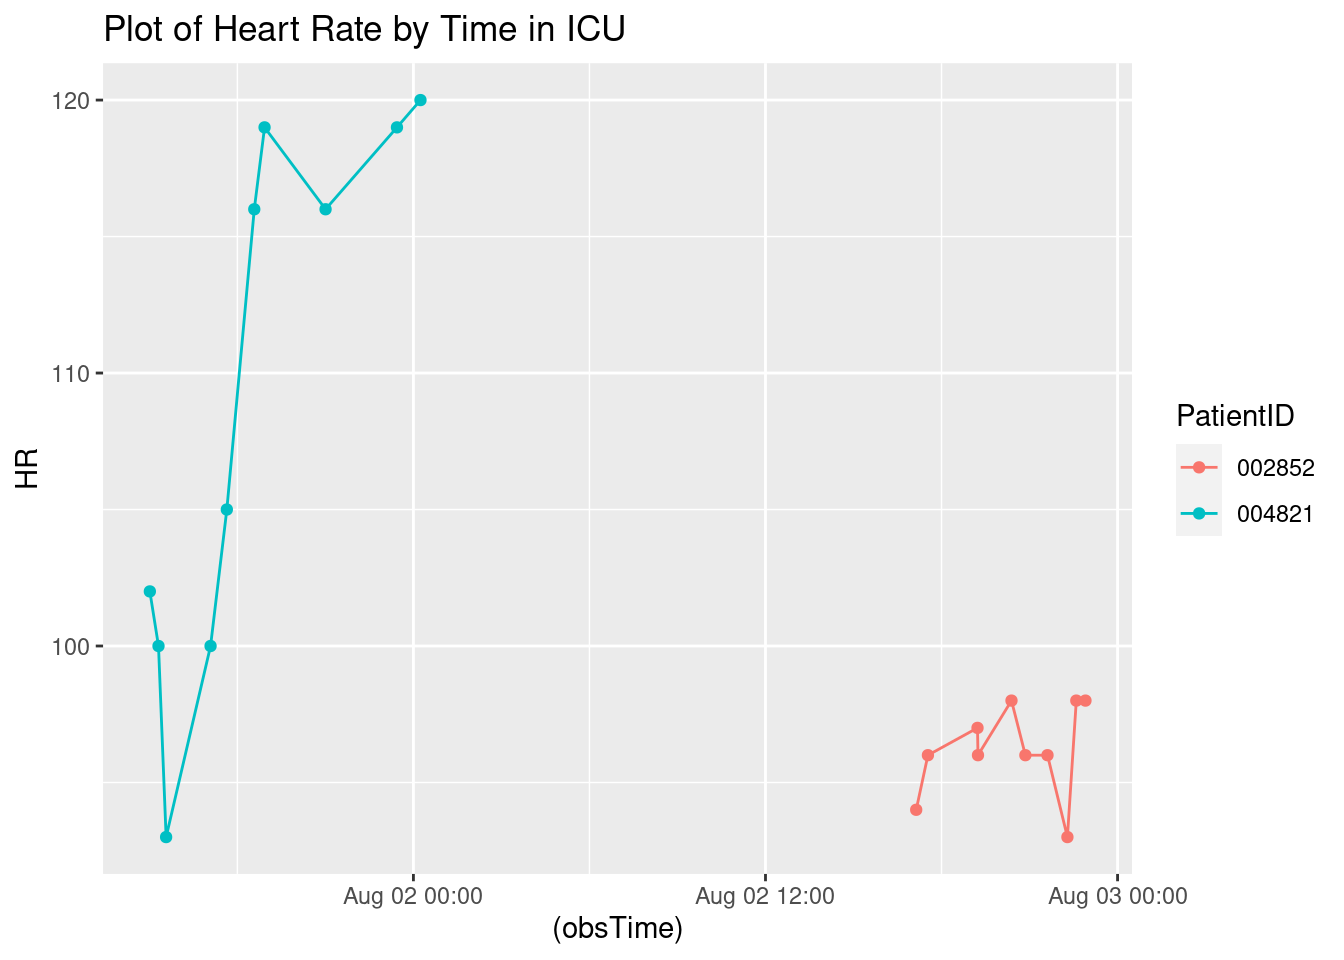 Plot of Heart Rate by Time in ICU
120
110
100
HR
Aug 02 00:00
Aug 02 12:00
Aug 03 00:00
(obsTime)
PatientID
002852
004821